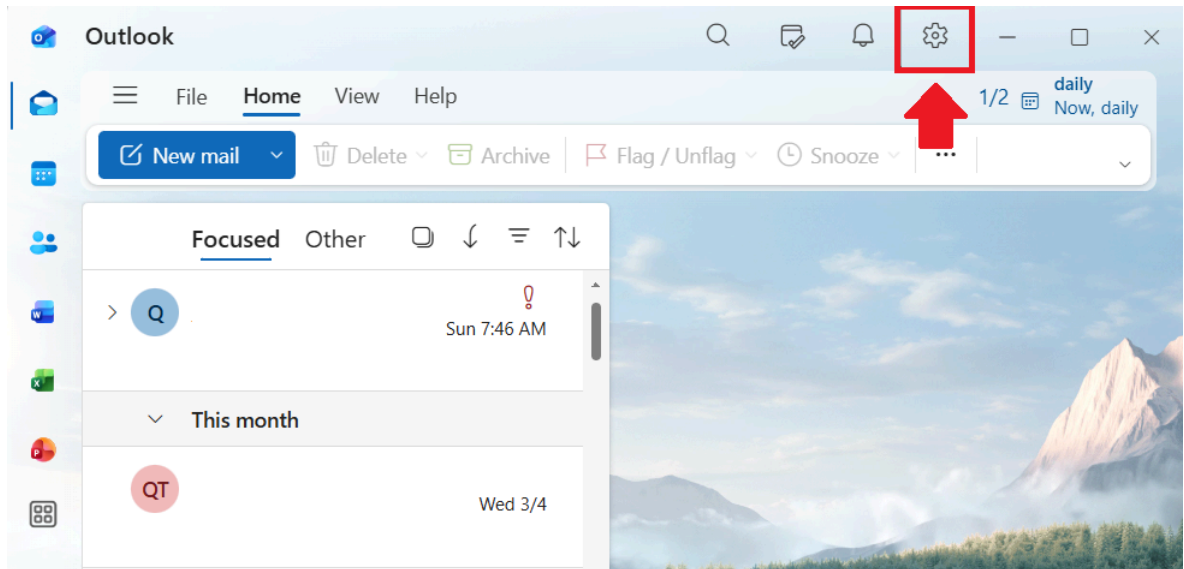 Outlook
File Home View Help
1/2 daily
Now, daily
New mail Delete Archive Flag / Unflag Snooze ...
Focused Other
Q
Sun 7:46 AM
This month
QT
Wed 3/4